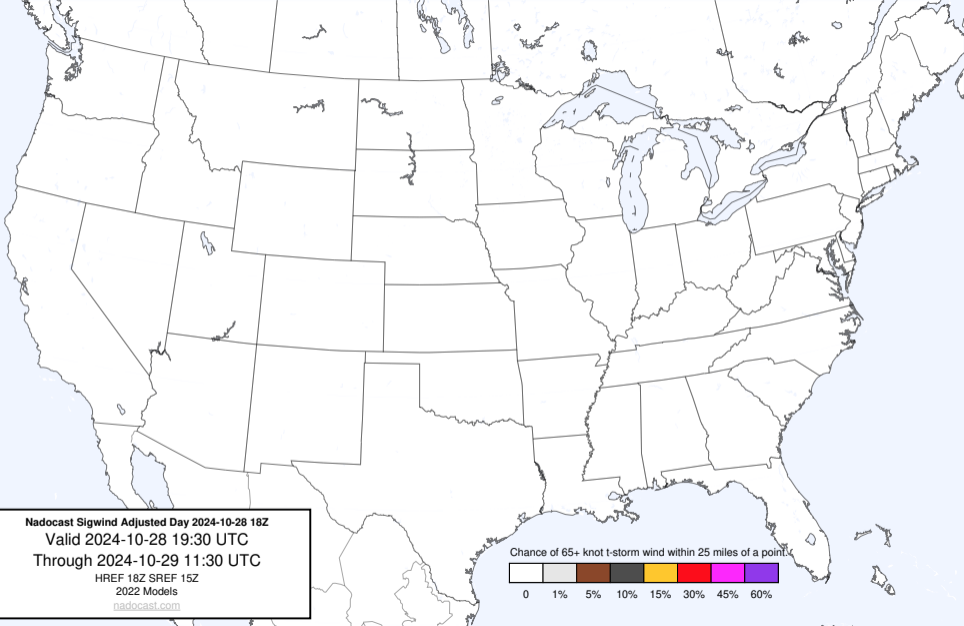 Nadocast Sigwind Adjusted Day 2024-10-28 18Z
Valid 2024-10-28 19:30 UTC
Through 2024-10-29 11:30 UTC
HREF 18Z SREF 15Z
2022 Models
nadocast.com
Chance of 65+ knot t-storm wind within 25 miles of a point.
0 1% 5% 10% 15% 30% 45% 60%